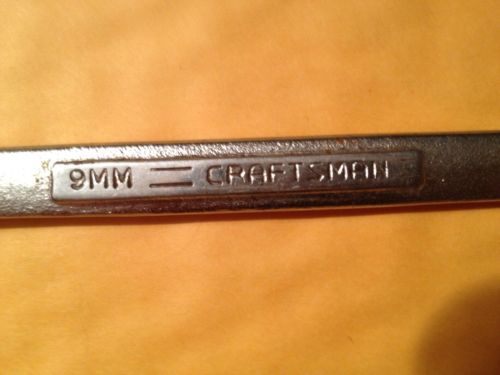 9MM = CRAFTSMAN